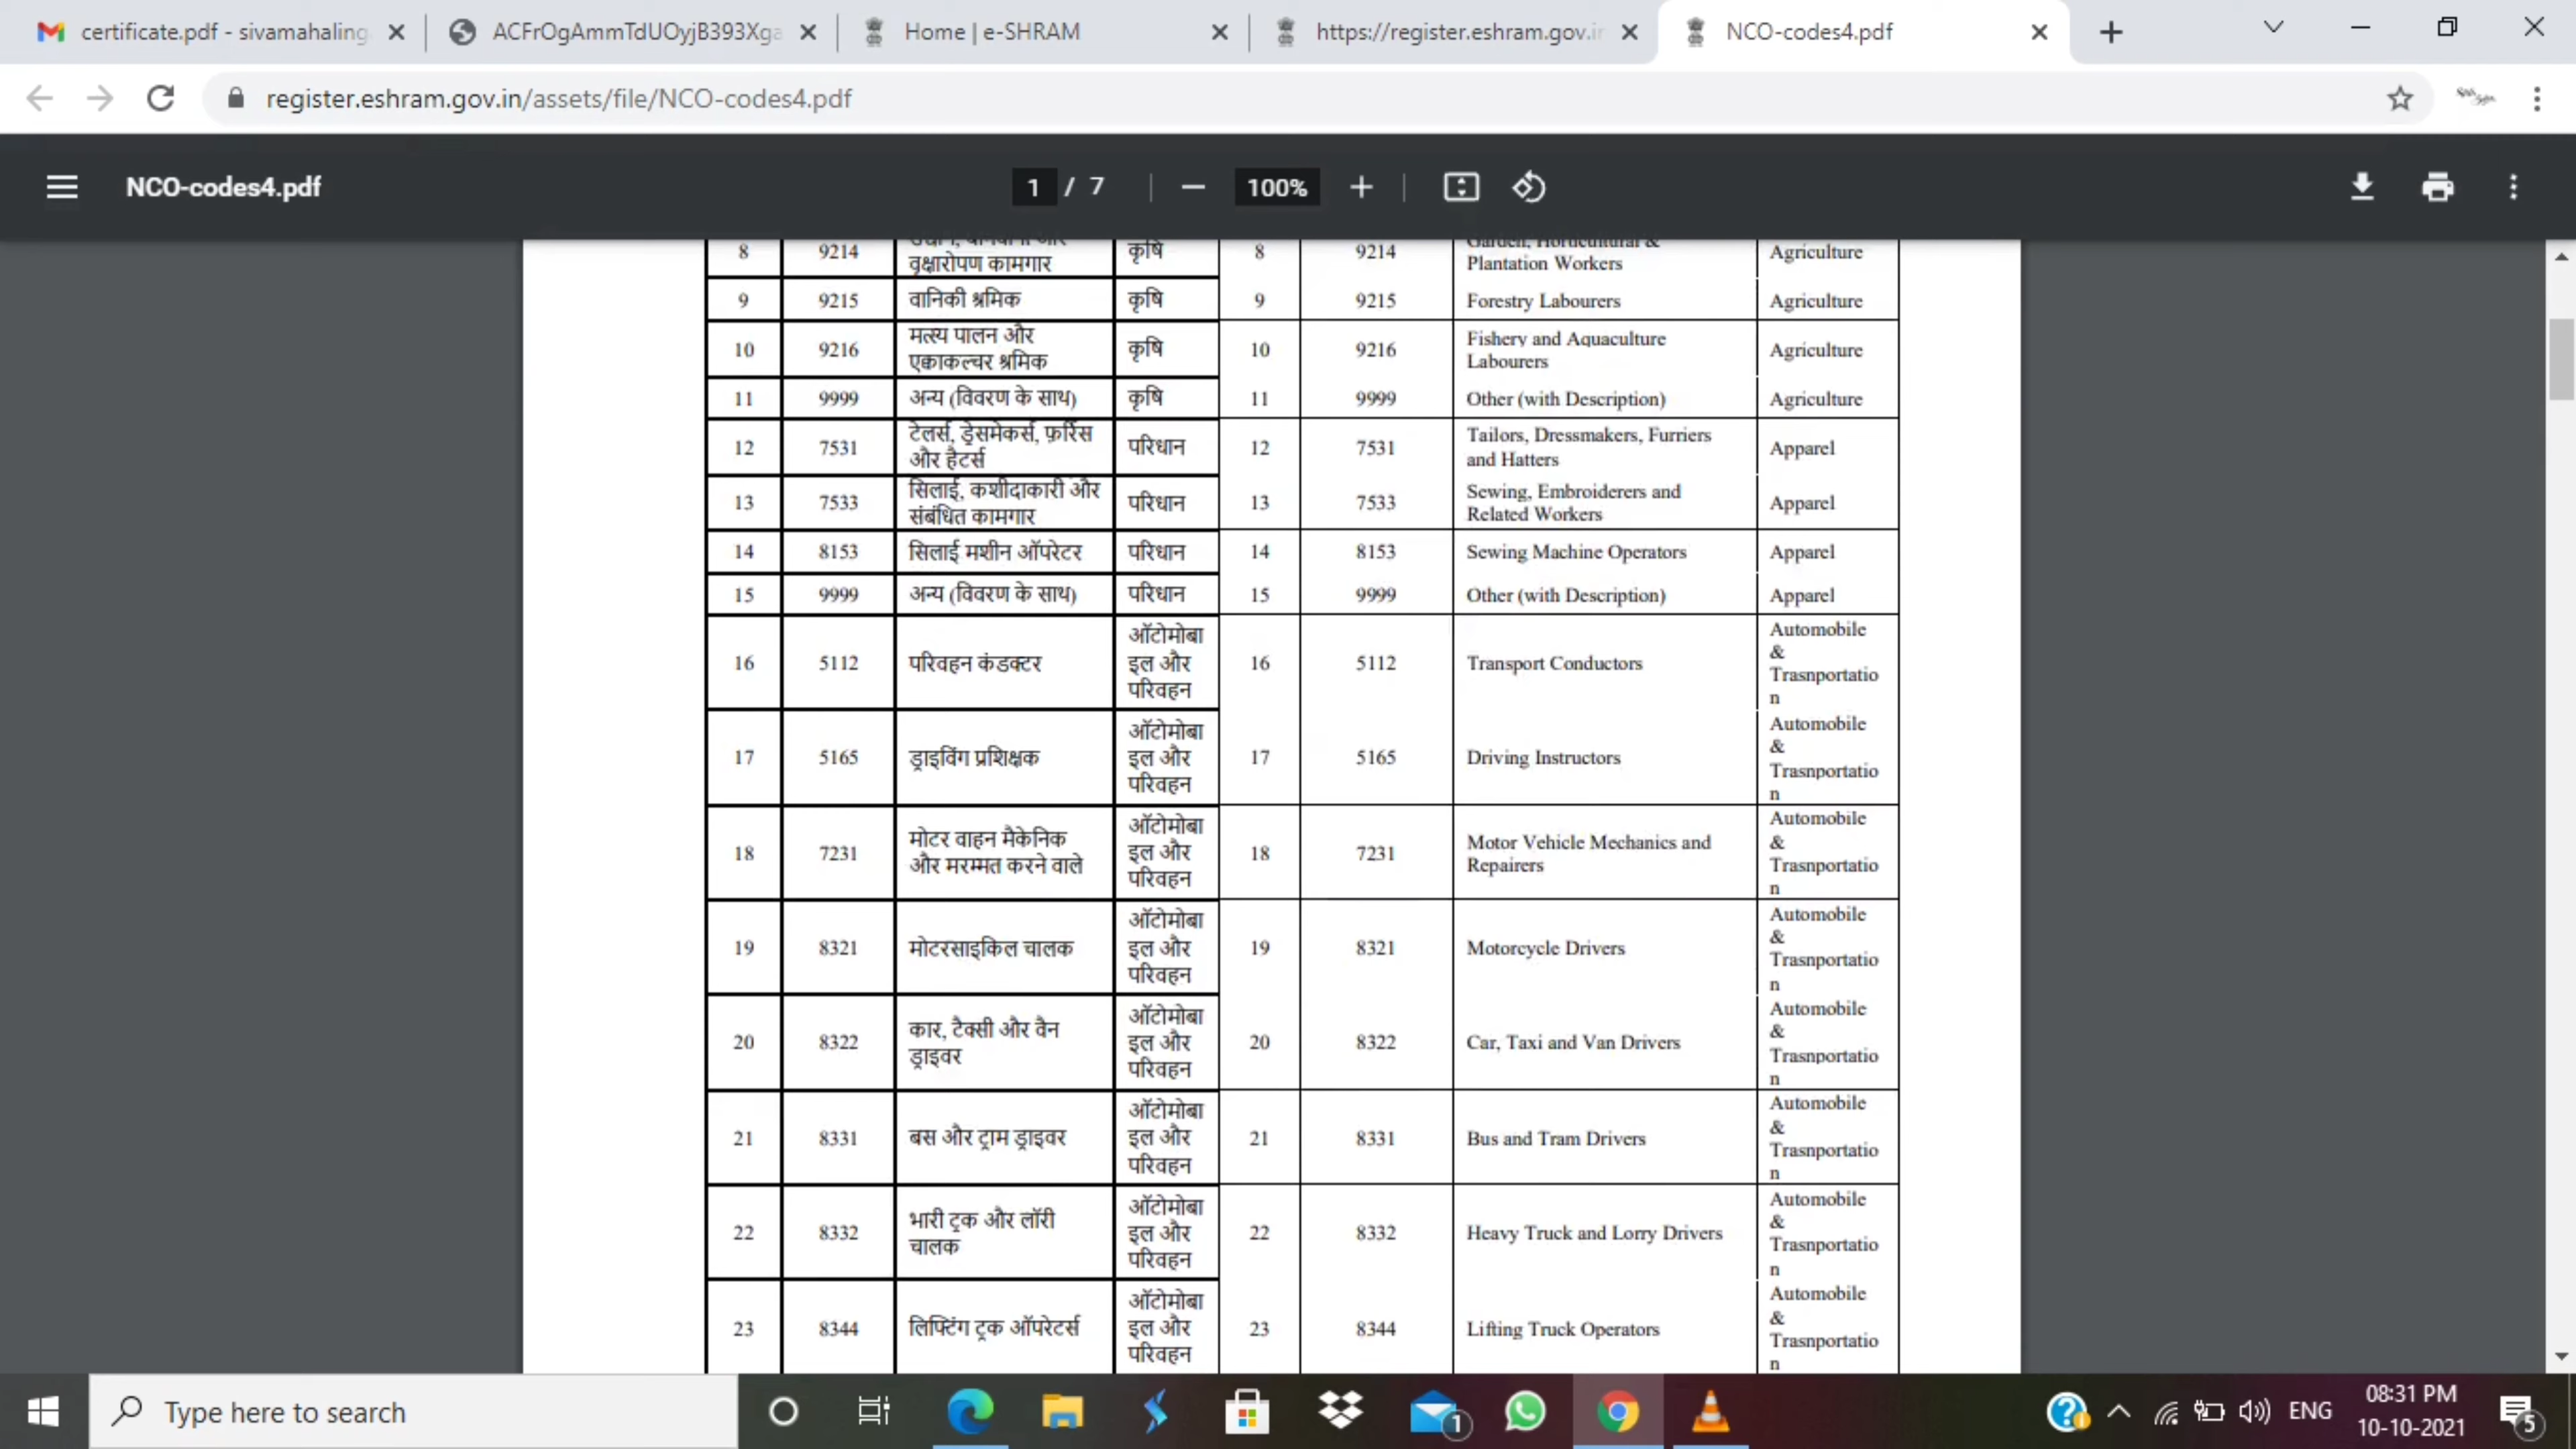 certificate.pdf - sivamahaling
ACFrOgAmmTdUOyjB393Xga
Home | e-SHRAM
https://register.eshram.gov.ir
NCO-codes4.pdf
register.eshram.gov.in/assets/file/NCO-codes4.pdf
NCO-codes4.pdf
1 / 7
100%
8 9214 वृक्षारोपण कामगार कृषि 8 9214 Garden, Horticultural & Plantation Workers Agriculture
9 9215 वानिकी श्रमिक कृषि 9 9215 Forestry Labourers Agriculture
10 9216 मत्स्य पालन और एक्वाकल्चर श्रमिक कृषि 10 9216 Fishery and Aquaculture Labourers Agriculture
11 9999 अन्य (विवरण के साथ) कृषि 11 9999 Other (with Description) Agriculture
12 7531 टेलर्स, ड्रेसमेकर्स, फ़र्रिस और हैटर्स परिधान 12 7531 Tailors, Dressmakers, Furriers and Hatters Apparel
13 7533 सिलाई, कशीदाकारी और संबंधित कामगार परिधान 13 7533 Sewing, Embroiderers and Related Workers Apparel
14 8153 सिलाई मशीन ऑपरेटर परिधान 14 8153 Sewing Machine Operators Apparel
15 9999 अन्य (विवरण के साथ) परिधान 15 9999 Other (with Description) Apparel
16 5112 परिवहन कंडक्टर ऑटोमोबाइल और परिवहन 16 5112 Transport Conductors Automobile & Trasnportation
17 5165 ड्राइविंग प्रशिक्षक ऑटोमोबाइल और परिवहन 17 5165 Driving Instructors Automobile & Trasnportation
18 7231 मोटर वाहन मैकेनिक और मरम्मत करने वाले ऑटोमोबाइल और परिवहन 18 7231 Motor Vehicle Mechanics and Repairers Automobile & Trasnportation
19 8321 मोटरसाइकिल चालक ऑटोमोबाइल और परिवहन 19 8321 Motorcycle Drivers Automobile & Trasnportation
20 8322 कार, टैक्सी और वैन ड्राइवर ऑटोमोबाइल और परिवहन 20 8322 Car, Taxi and Van Drivers Automobile & Trasnportation
21 8331 बस और ट्राम ड्राइवर ऑटोमोबाइल और परिवहन 21 8331 Bus and Tram Drivers Automobile & Trasnportation
22 8332 भारी ट्रक और लॉरी चालक ऑटोमोबाइल और परिवहन 22 8332 Heavy Truck and Lorry Drivers Automobile & Trasnportation
23 8344 लिफ्टिंग ट्रक ऑपरेटर्स ऑटोमोबाइल और परिवहन 23 8344 Lifting Truck Operators Automobile & Trasnportation
Type here to search
1
ENG
08:31 PM
10-10-2021
5